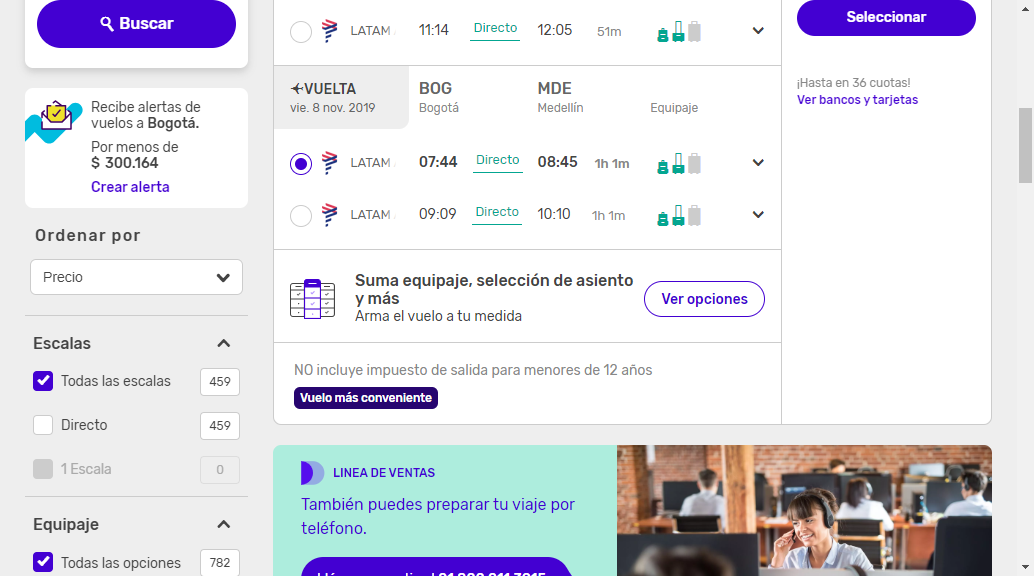 Buscar
Recibe alertas de
vuelos a Bogotá.
Por menos de
$ 300.164
Crear alerta
Ordenar por
Precio
Escalas
Todas las escalas 459
Directo 459
1 Escala 0
Equipaje
Todas las opciones 782
LATAM 11:14 Directo 12:05 51m
VUELTA BOG MDE
vie. 8 nov. 2019 Bogotá Medellín Equipaje
LATAM 07:44 Directo 08:45 1h 1m
LATAM 09:09 Directo 10:10 1h 1m
Suma equipaje, selección de asiento
y más
Arma el vuelo a tu medida
Ver opciones
NO incluye impuesto de salida para menores de 12 años
Vuelo más conveniente
Seleccionar
¡Hasta en 36 cuotas!
Ver bancos y tarjetas
LINEA DE VENTAS
También puedes preparar tu viaje por
teléfono.